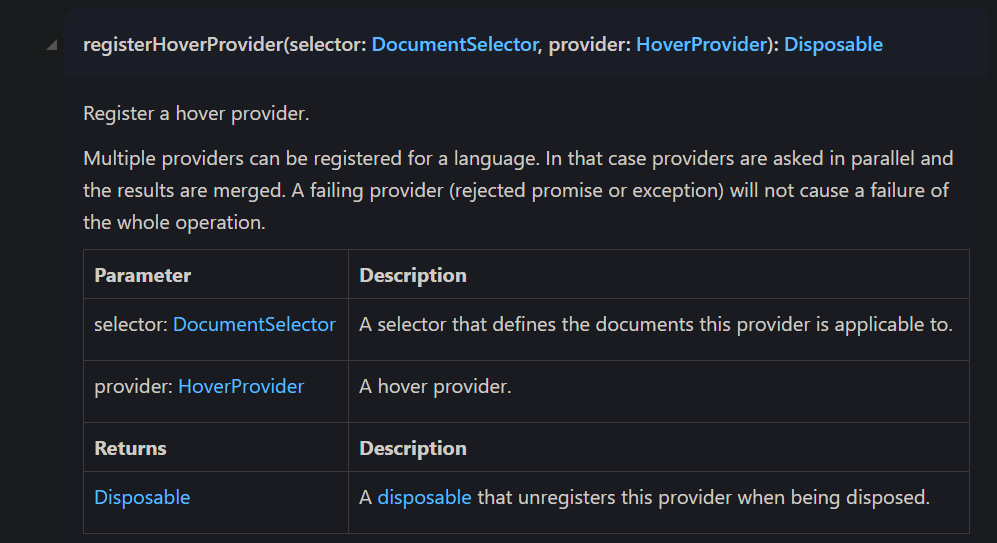 registerHoverProvider(selector: DocumentSelector, provider: HoverProvider): Disposable
Register a hover provider.
Multiple providers can be registered for a language. In that case providers are asked in parallel and
the results are merged. A failing provider (rejected promise or exception) will not cause a failure of
the whole operation.
Parameter Description
selector: DocumentSelector A selector that defines the documents this provider is applicable to.
provider: HoverProvider A hover provider.
Returns Description
Disposable A disposable that unregisters this provider when being disposed.